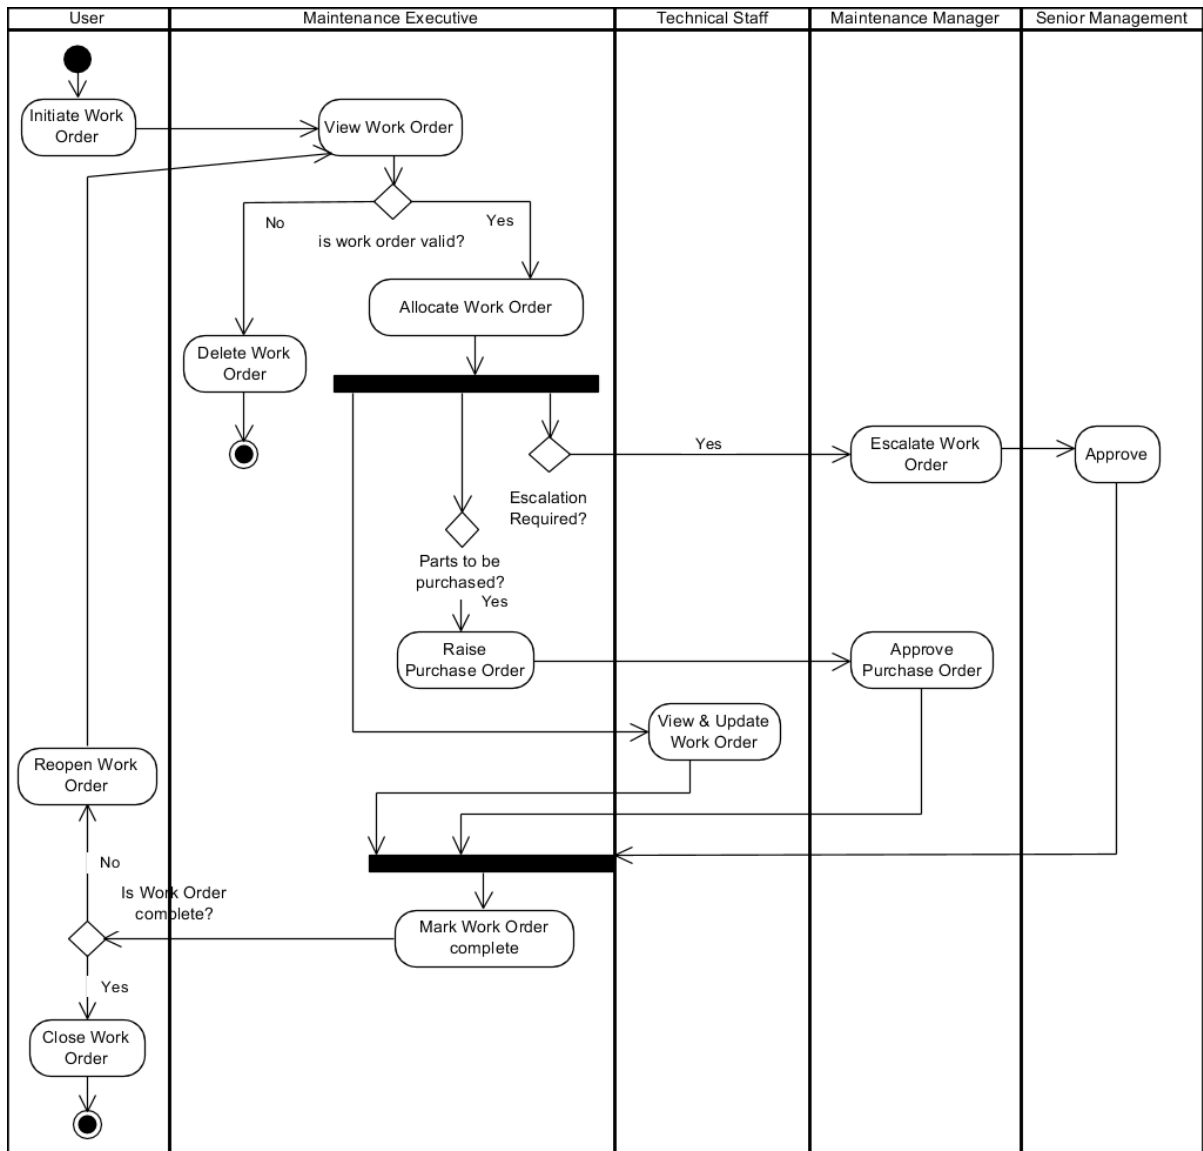 User
Maintenance Executive
Technical Staff
Maintenance Manager
Senior Management
Initiate Work
Order
View Work Order
No
Yes
is work order valid?
Allocate Work Order
Delete Work
Order
Yes
Escalate Work
Order
Approve
Escalation
Required?
Parts to be
purchased?
Yes
Raise
Purchase Order
Approve
Purchase Order
View & Update
Work Order
Reopen Work
Order
No
Is Work Order
complete?
Mark Work Order
complete
Yes
Close Work
Order